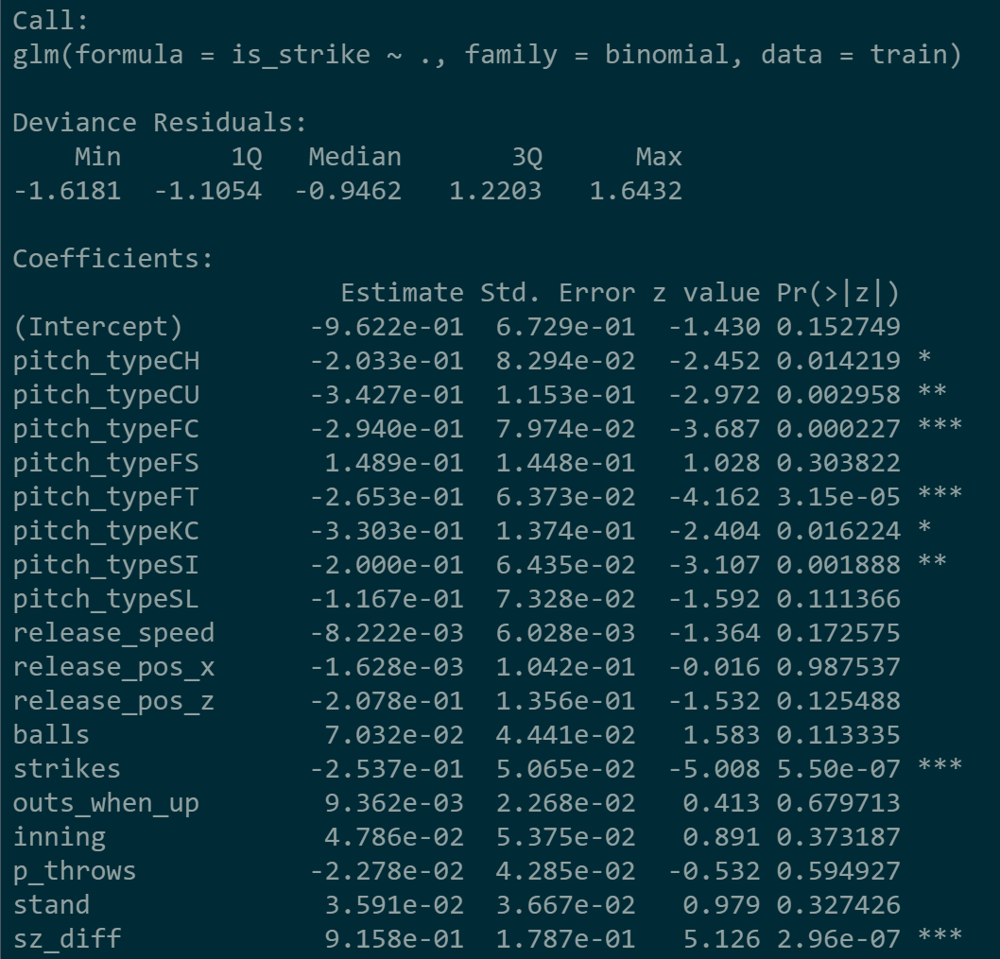 Call:
glm(formula = is_strike ~ ., family = binomial, data = train)
Deviance Residuals:
Min 1Q Median 3Q Max
-1.6181 -1.1054 -0.9462 1.2203 1.6432
Coefficients:
Estimate Std. Error z value Pr(>|z|)
(Intercept) -9.622e-01 6.729e-01 -1.430 0.152749
pitch_typeCH -2.033e-01 8.294e-02 -2.452 0.014219 *
pitch_typeCU -3.427e-01 1.153e-01 -2.972 0.002958 **
pitch_typeFC -2.940e-01 7.974e-02 -3.687 0.000227 ***
pitch_typeFS 1.489e-01 1.448e-01 1.028 0.303822
pitch_typeFT -2.653e-01 6.373e-02 -4.162 3.15e-05 ***
pitch_typeKC -3.303e-01 1.374e-01 -2.404 0.016224 *
pitch_typeSI -2.000e-01 6.435e-02 -3.107 0.001888 **
pitch_typeSL -1.167e-01 7.328e-02 -1.592 0.111366
release_speed -8.222e-03 6.028e-03 -1.364 0.172575
release_pos_x -1.628e-03 1.042e-01 -0.016 0.987537
release_pos_z -2.078e-01 1.356e-01 -1.532 0.125488
balls 7.032e-02 4.441e-02 1.583 0.113335
strikes -2.537e-01 5.065e-02 -5.008 5.50e-07 ***
outs_when_up 9.362e-03 2.268e-02 0.413 0.679713
inning 4.786e-02 5.375e-02 0.891 0.373187
p_throws -2.278e-02 4.285e-02 -0.532 0.594927
stand 3.591e-02 3.667e-02 0.979 0.327426
sz_diff 9.158e-01 1.787e-01 5.126 2.96e-07 ***